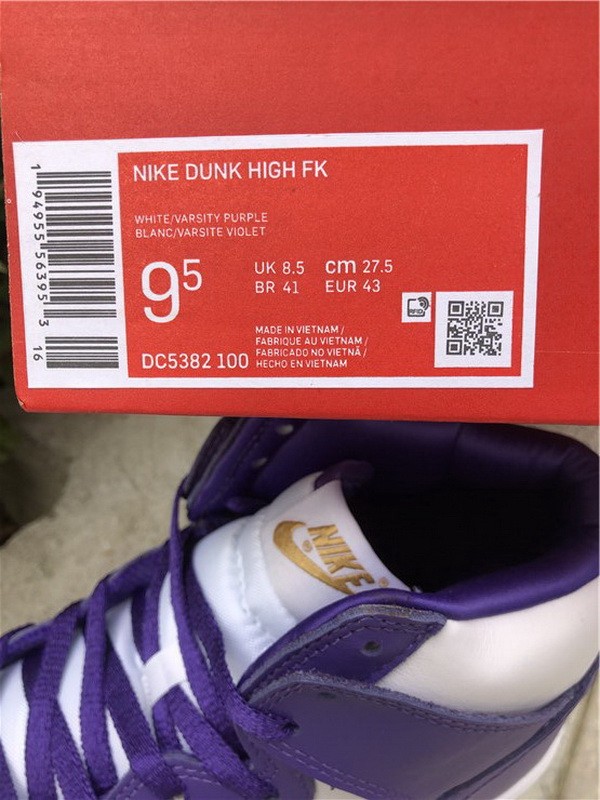 NIKE DUNK HIGH FK
WHITE/VARSITY PURPLE
BLANC/VARSITE VIOLET
9 5
UK 8.5 cm 27.5
BR 41 EUR 43
RFID
MADE IN VIETNAM /
FABRIQUE AU VIETNAM /
FABRICADO NO VIETNÃ /
HECHO EN VIETNAM
DC5382 100
1 94955 56395 3 16
NIKE